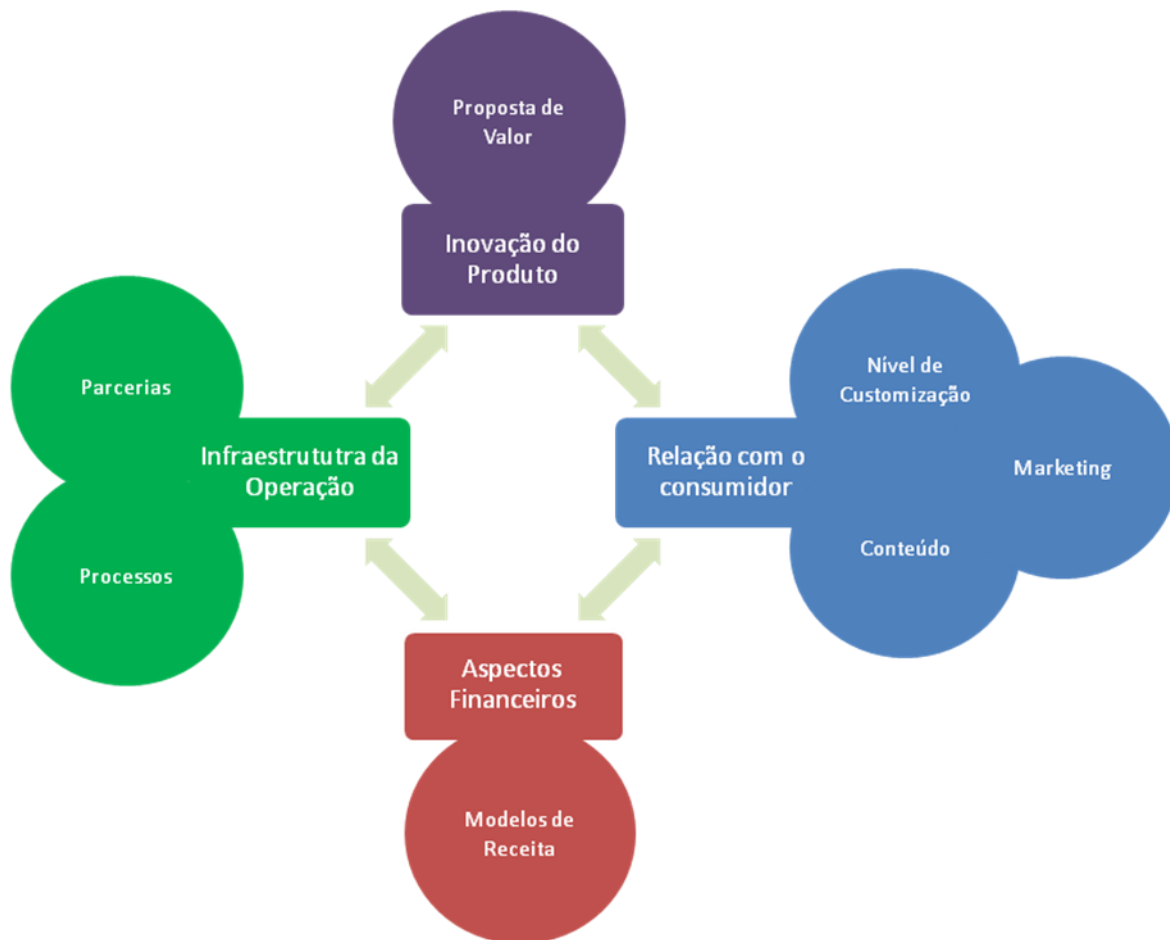 Proposta de
Valor
Inovação do
Produto
Parcerias
Infraestrututra da
Operação
Processos
Nível de
Customização
Relação com o
consumidor
Marketing
Conteúdo
Aspectos
Financeiros
Modelos de
Receita